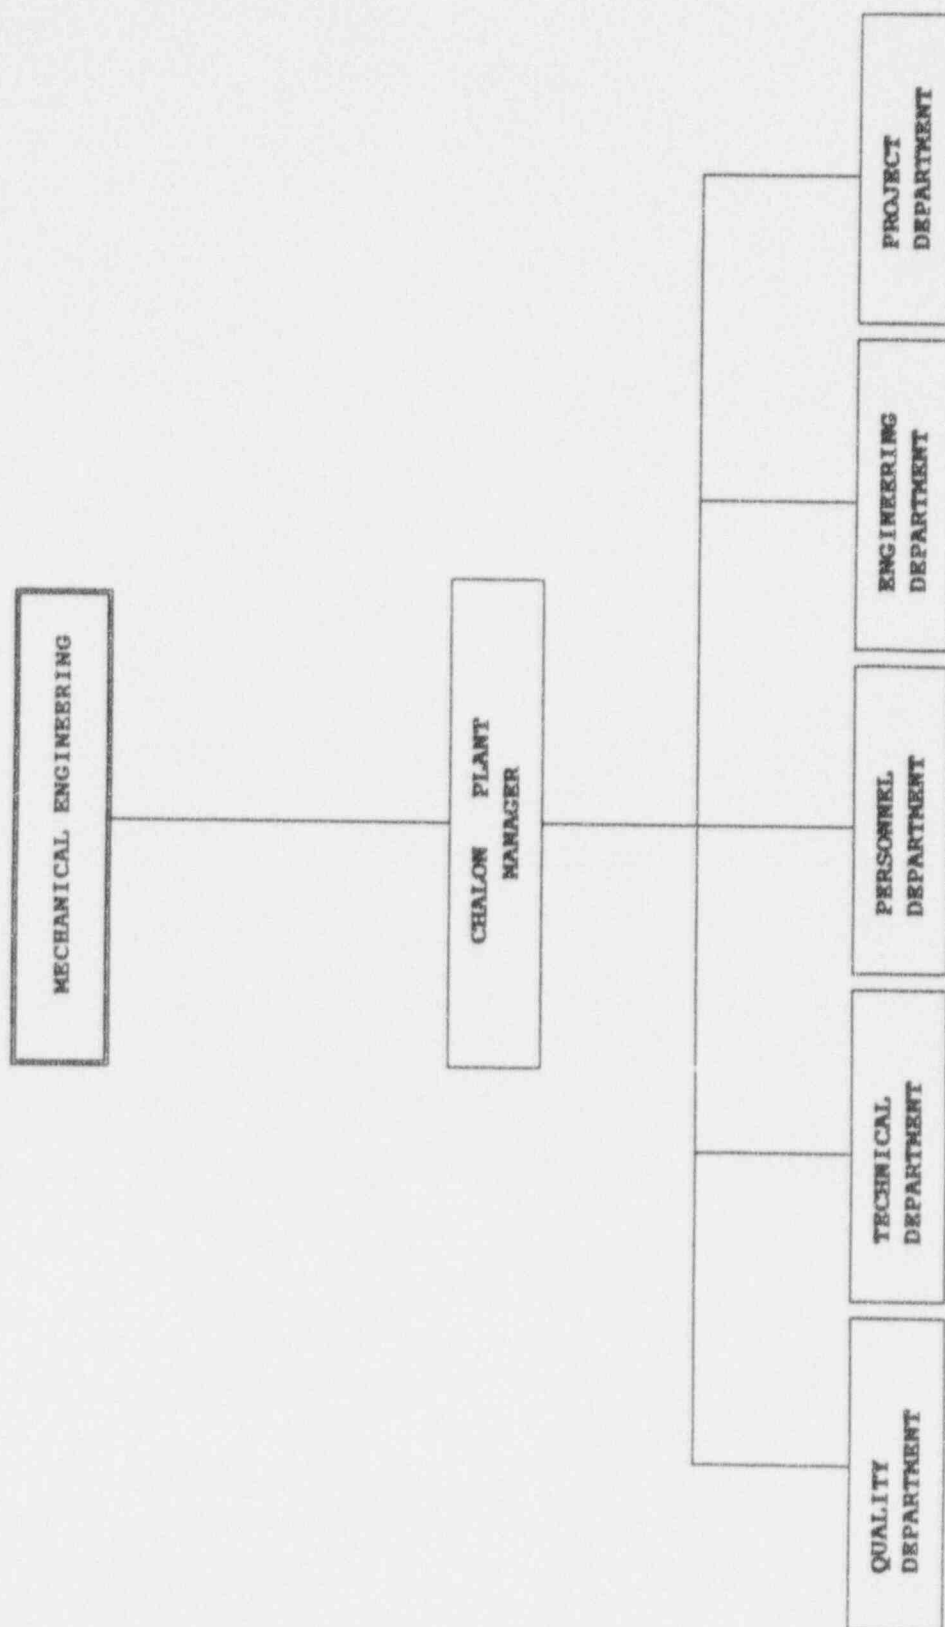 MECHANICAL ENGINEERING
CHALON PLANT
MANAGER
QUALITY
DEPARTMENT
TECHNICAL
DEPARTMENT
PERSONNEL
DEPARTMENT
ENGINEERING
DEPARTMENT
PROJECT
DEPARTMENT